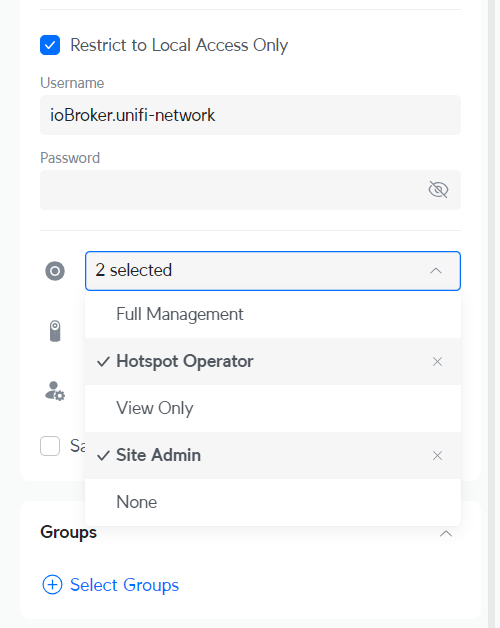 Restrict to Local Access Only
Username
ioBroker.unifi-network
Password
2 selected
Full Management
Hotspot Operator
View Only
Site Admin
Sa
None
Groups
Select Groups